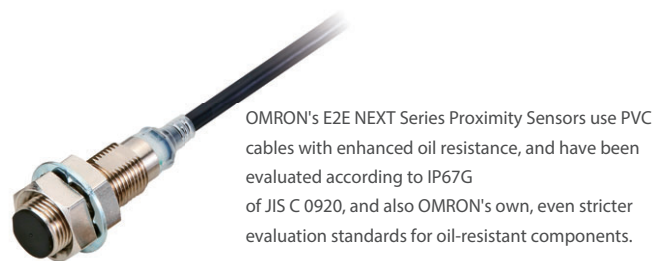 OMRON's E2E NEXT Series Proximity Sensors use PVC
cables with enhanced oil resistance, and have been
evaluated according to IP67G
of JIS C 0920, and also OMRON's own, even stricter
evaluation standards for oil-resistant components.